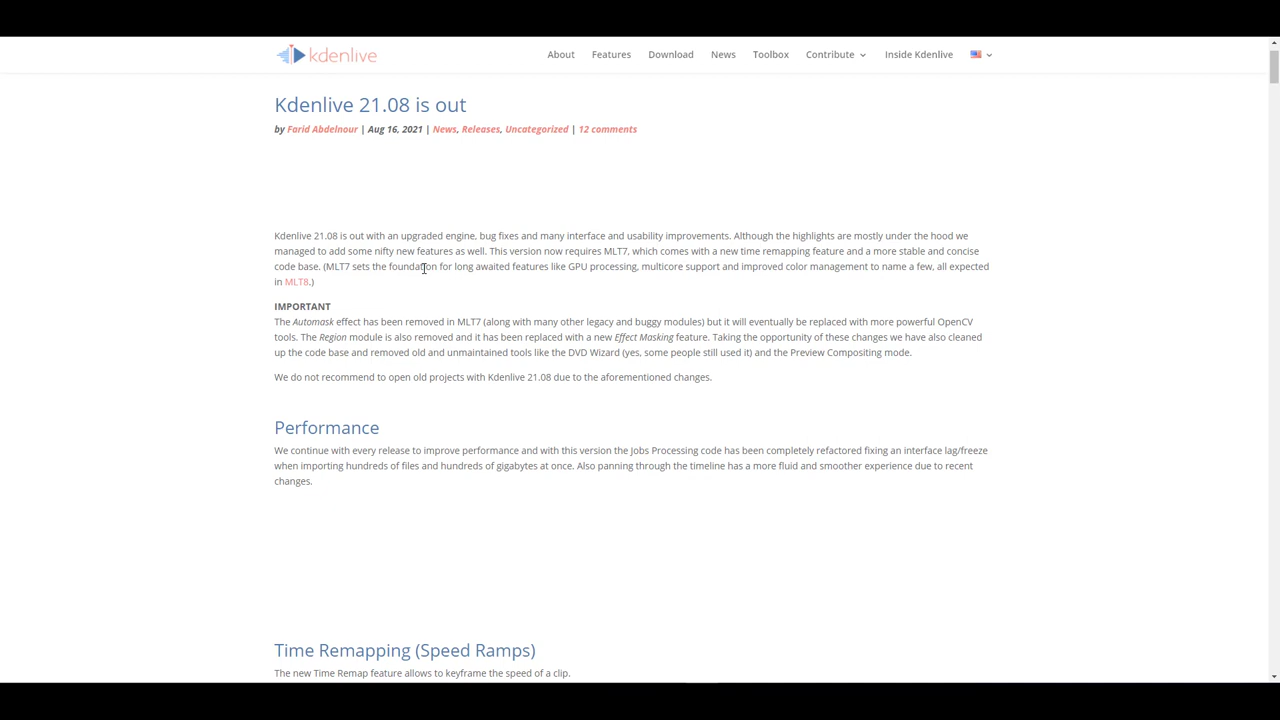 kdenlive
About Features Download News Toolbox Contribute Inside Kdenlive
Kdenlive 21.08 is out
by Farid Abdelnour | Aug 16, 2021 | News, Releases, Uncategorized | 12 comments
Kdenlive 21.08 is out with an upgraded engine, bug fixes and many interface and usability improvements. Although the highlights are mostly under the hood we
managed to add some nifty new features as well. This version now requires MLT7, which comes with a new time remapping feature and a more stable and concise
code base. (MLT7 sets the foundation for long awaited features like GPU processing, multicore support and improved color management to name a few, all expected
in MLT8.)
IMPORTANT
The Automask effect has been removed in MLT7 (along with many other legacy and buggy modules) but it will eventually be replaced with more powerful OpenCV
tools. The Region module is also removed and it has been replaced with a new Effect Masking feature. Taking the opportunity of these changes we have also cleaned
up the code base and removed old and unmaintained tools like the DVD Wizard (yes, some people still used it) and the Preview Compositing mode.
We do not recommend to open old projects with Kdenlive 21.08 due to the aforementioned changes.
Performance
We continue with every release to improve performance and with this version the Jobs Processing code has been completely refactored fixing an interface lag/freeze
when importing hundreds of files and hundreds of gigabytes at once. Also panning through the timeline has a more fluid and smoother experience due to recent
changes.
Time Remapping (Speed Ramps)
The new Time Remap feature allows to keyframe the speed of a clip.